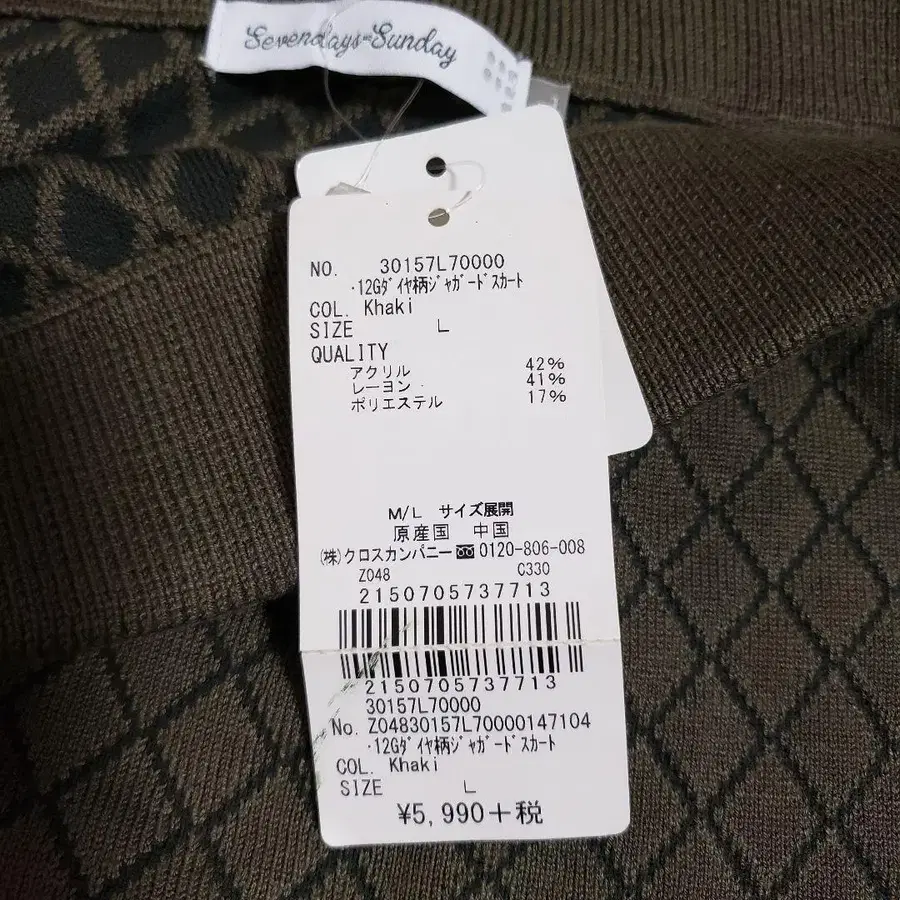 Sevendays=Sunday
NO. 30157L70000
・12Gﾀﾞｲﾔ柄ｼﾞｬｶﾞｰﾄﾞｽｶｰﾄ
COL. Khaki
SIZE L
QUALITY
アクリル 42%
レーヨン 41%
ポリエステル 17%
M/L サイズ展開
原産国 中国
(株)クロスカンパニー 0120-806-008
Z048 C330
2150705737713
2150705737713
30157L70000
No. Z04830157L70000147104
・12Gﾀﾞｲﾔ柄ｼﾞｬｶﾞｰﾄﾞｽｶｰﾄ
COL. Khaki
SIZE L
¥5,990+税